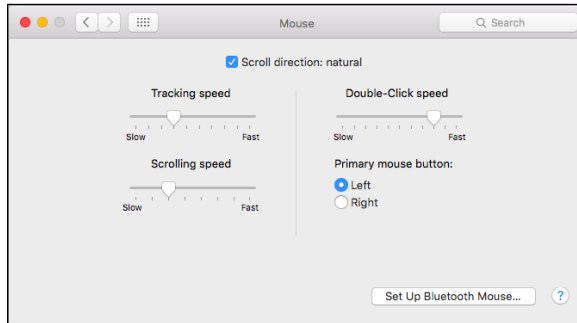 Mouse
Search
Scroll direction: natural
Tracking speed
Slow Fast
Scrolling speed
Slow Fast
Double-Click speed
Slow Fast
Primary mouse button:
Left
Right
Set Up Bluetooth Mouse...
?